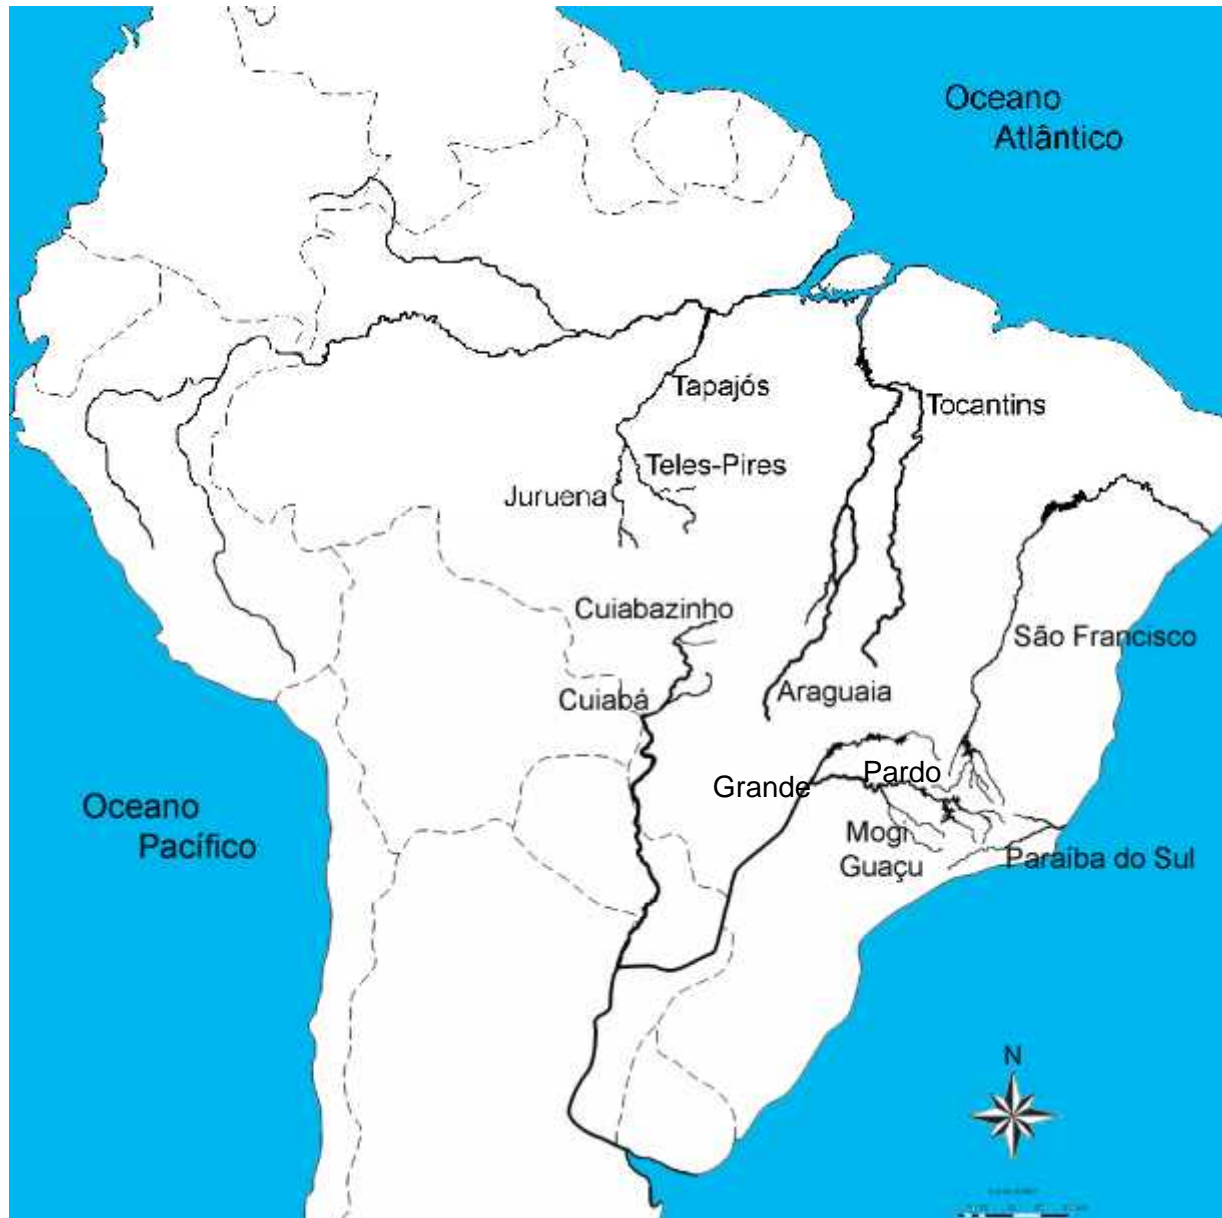 Oceano
Atlântico
Tapajós
Tocantins
Teles-Pires
Juruena
Cuiabazinho
São Francisco
Cuiabá
Araguaia
Grande
Pardo
Oceano
Pacífico
Mogi
Guaçu
Paraíba do Sul
N